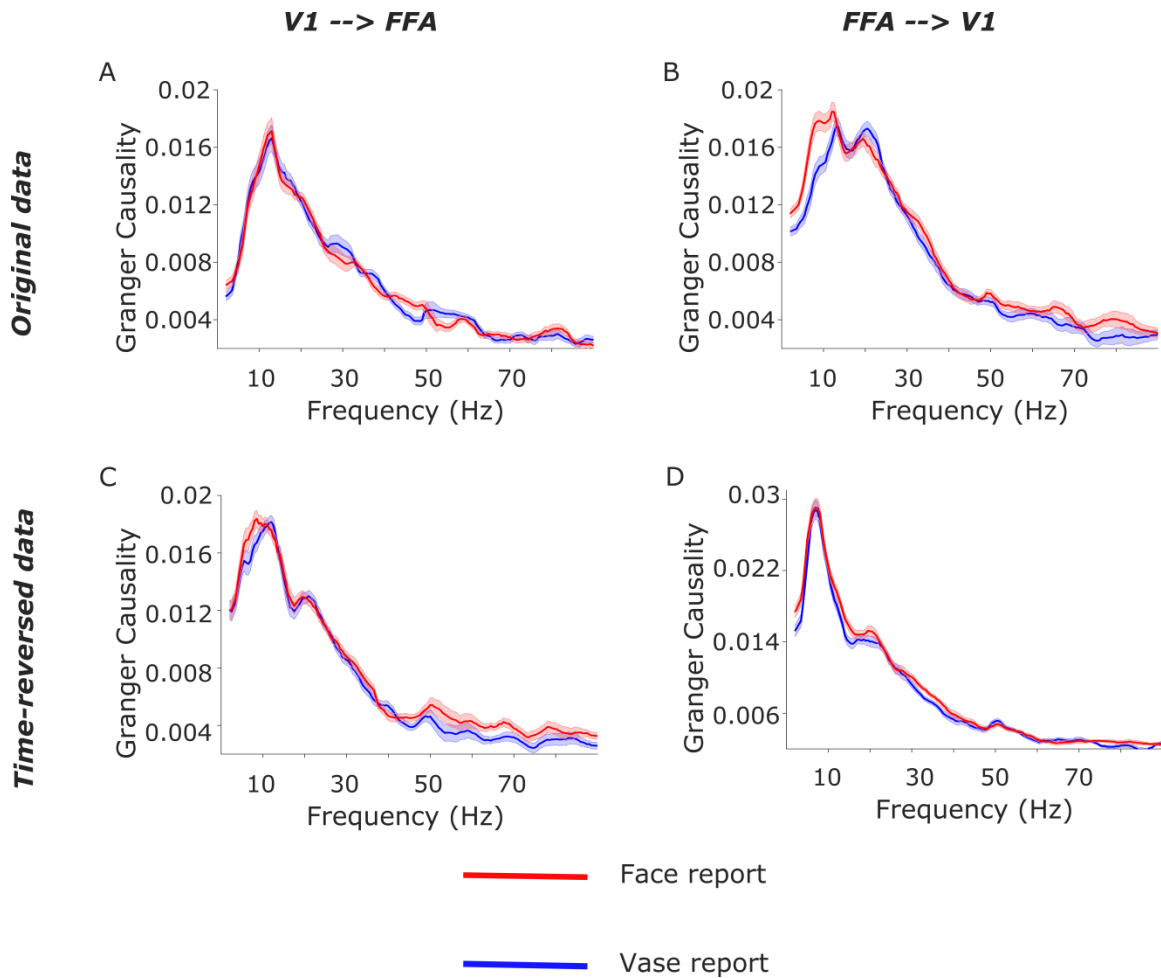 V1 --> FFA
FFA --> V1
Original data
A
0.02
0.016
0.012
0.008
0.004
Granger Causality
10 30 50 70
Frequency (Hz)
B
0.02
0.016
0.012
0.008
0.004
Granger Causality
10 30 50 70
Frequency (Hz)
Time-reversed data
C
0.02
0.016
0.012
0.008
0.004
Granger Causality
10 30 50 70
Frequency (Hz)
D
0.03
0.022
0.014
0.006
Granger Causality
10 30 50 70
Frequency (Hz)
Face report
Vase report